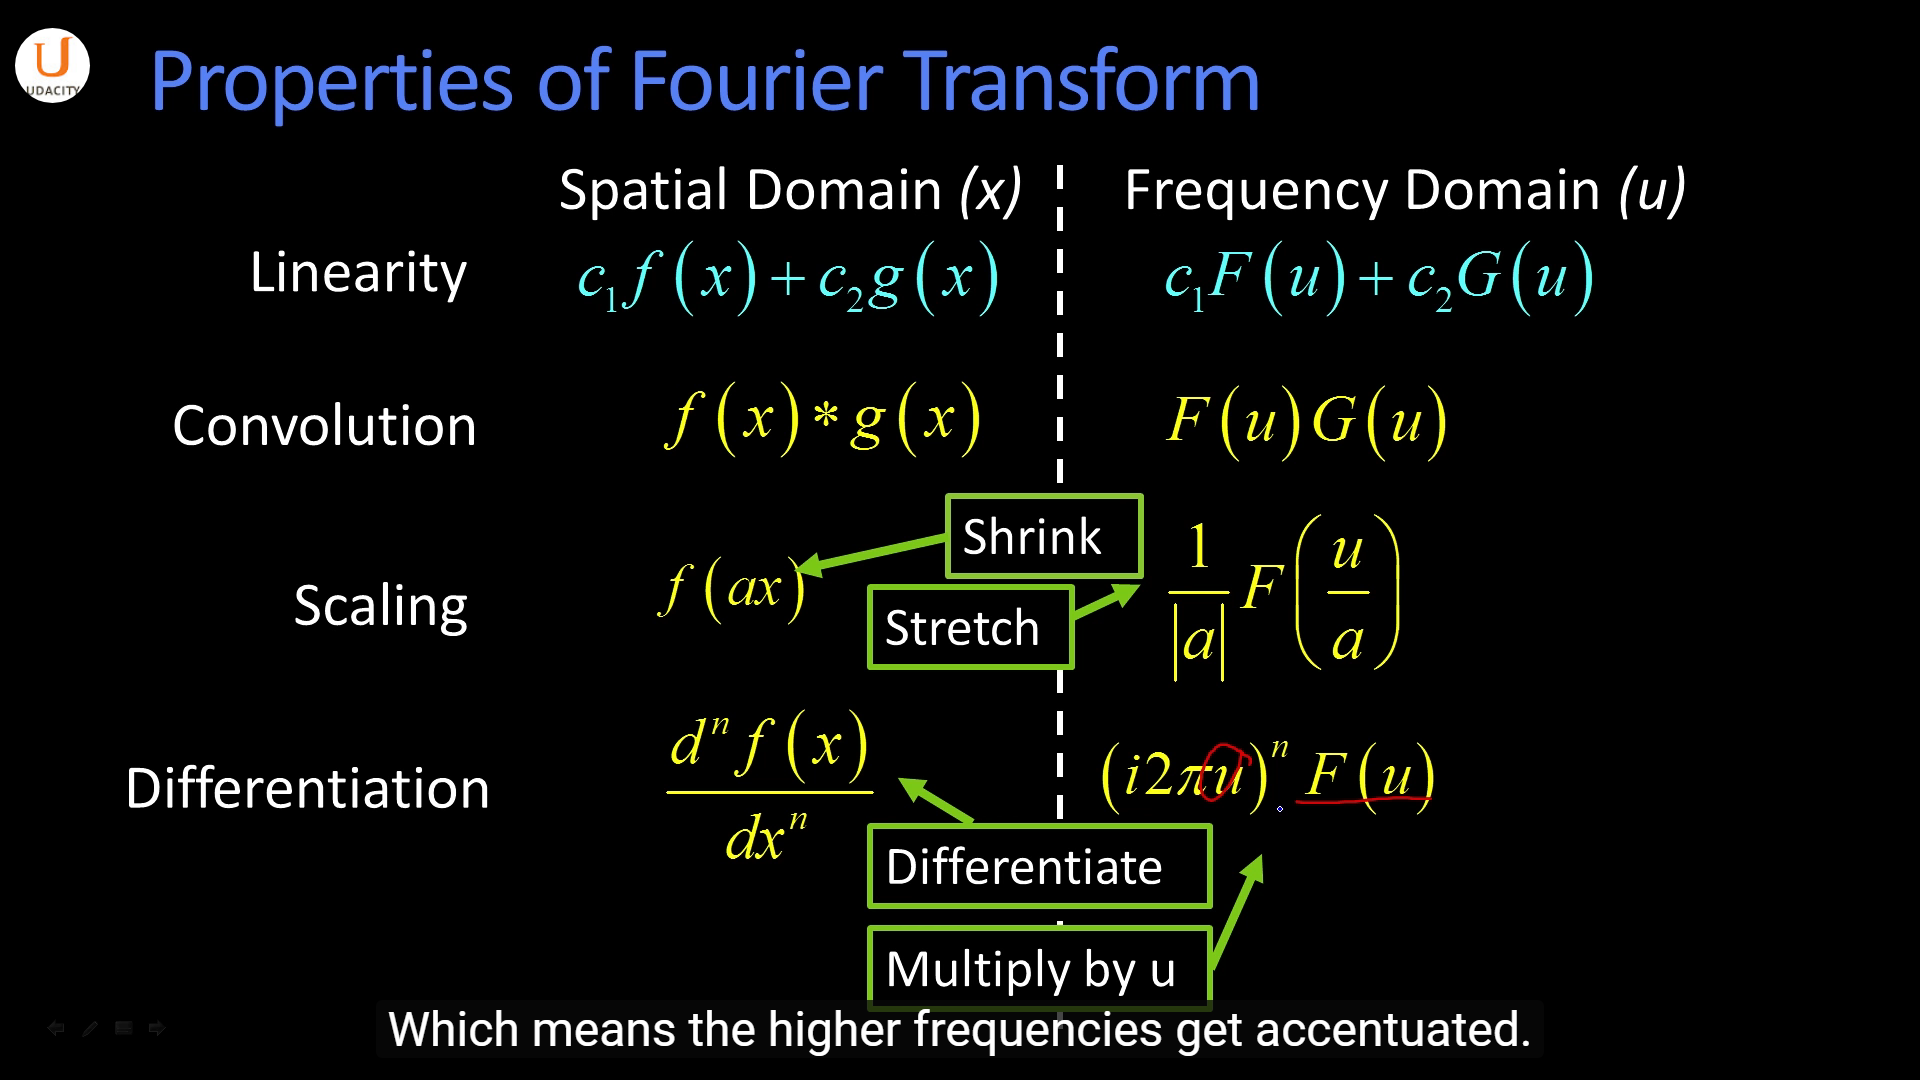 U
UDACITY
Properties of Fourier Transform
Spatial Domain (x) Frequency Domain (u)
Linearity c₁f(x) + c₂g(x) c₁F(u) + c₂G(u)
Convolution f(x) * g(x) F(u)G(u)
Shrink
Scaling f(ax) 1/|a| F(u/a)
Stretch
Differentiation dⁿf(x)/dxⁿ (i2πu)ⁿ F(u)
Differentiate
Multiply by u
Which means the higher frequencies get accentuated.